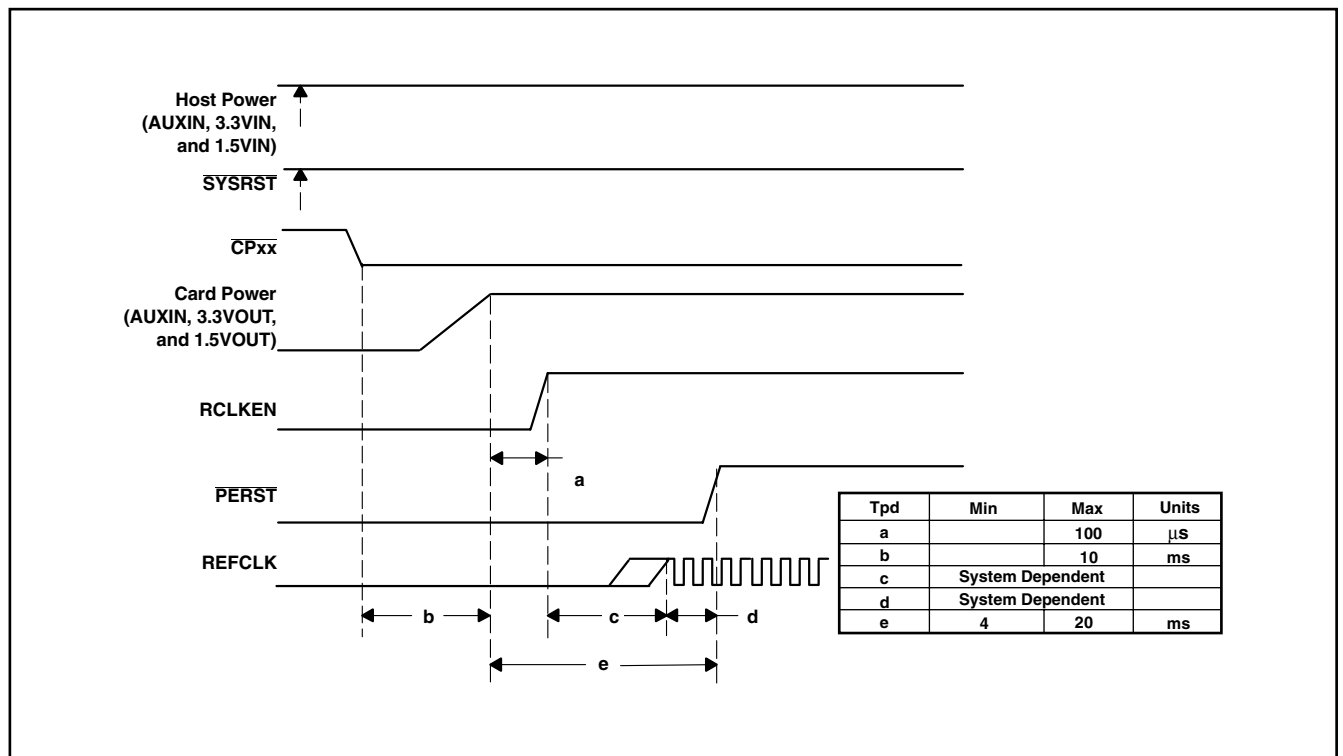 Host Power
(AUXIN, 3.3VIN,
and 1.5VIN)
SYSRST
CPxx
Card Power
(AUXIN, 3.3VOUT,
and 1.5VOUT)
RCLKEN
a
PERST
REFCLK
b
c
d
e
Tpd Min Max Units
a 100 μs
b 10 ms
c System Dependent
d System Dependent
e 4 20 ms